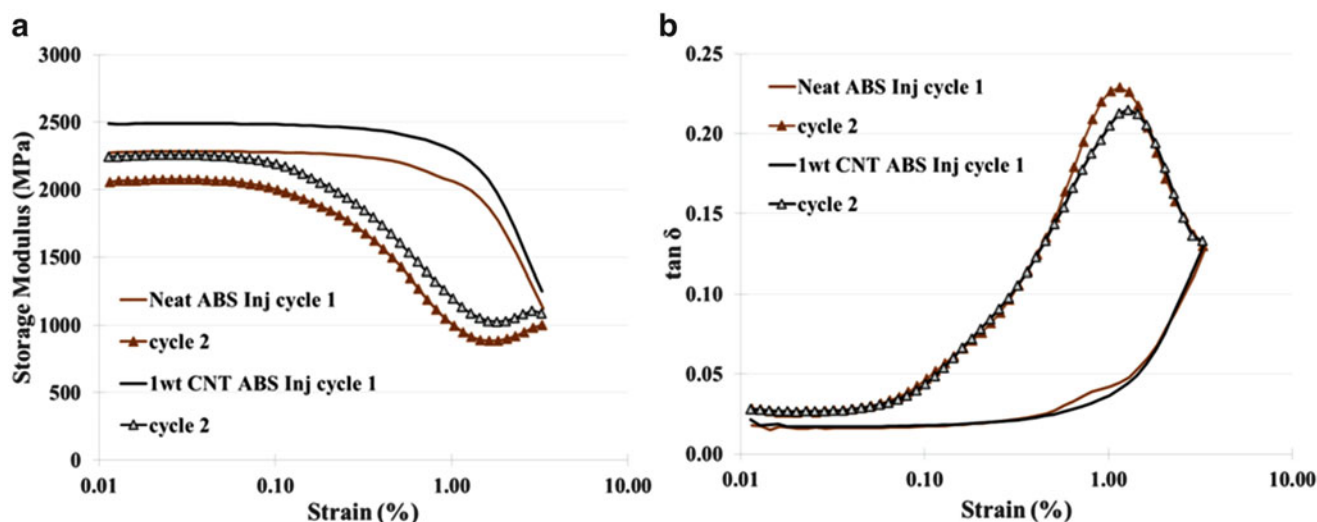 a
3000
2500
2000
1500
1000
500
0
Storage Modulus (MPa)
Neat ABS Inj cycle 1
cycle 2
1wt CNT ABS Inj cycle 1
cycle 2
0.01
0.10
1.00
10.00
Strain (%)
b
0.25
0.20
0.15
0.10
0.05
0.00
tan δ
Neat ABS Inj cycle 1
cycle 2
1wt CNT ABS Inj cycle 1
cycle 2
0.01
0.10
1.00
10.00
Strain (%)